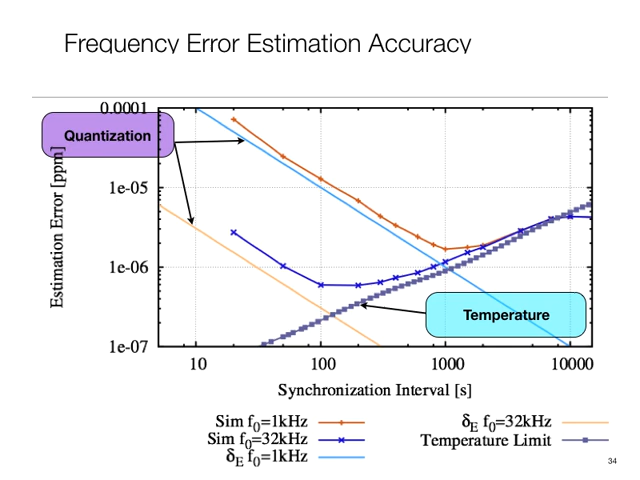 Frequency Error Estimation Accuracy
Quantization
Estimation Error [ppm]
0.0001
1e-05
1e-06
1e-07
Temperature
10 100 1000 10000
Synchronization Interval [s]
Sim f₀=1kHz
Sim f₀=32kHz
δE f₀=1kHz
δE f₀=32kHz
Temperature Limit
34